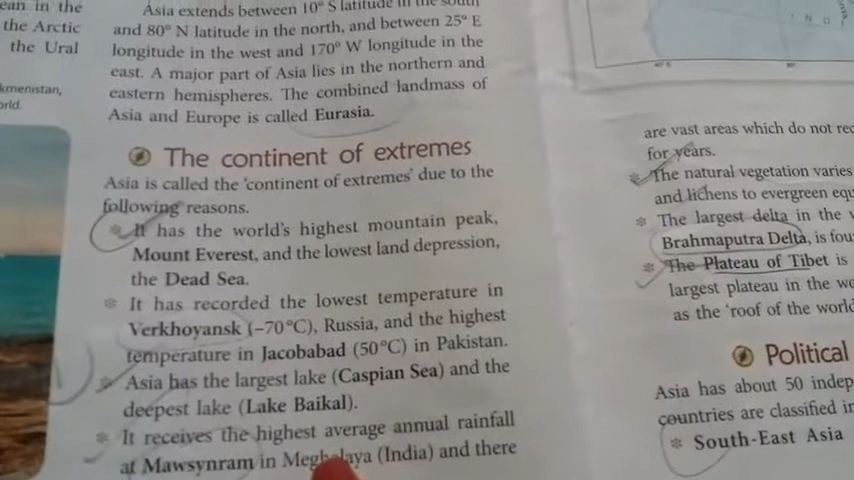 ean in the
the Arctic
the Ural
kmenistan,
orld.
Asia extends between 10° S latitude in the south
and 80° N latitude in the north, and between 25° E
longitude in the west and 170° W longitude in the
east. A major part of Asia lies in the northern and
eastern hemispheres. The combined landmass of
Asia and Europe is called Eurasia.
The continent of extremes
Asia is called the 'continent of extremes' due to the
following reasons.
It has the world's highest mountain peak,
Mount Everest, and the lowest land depression,
the Dead Sea.
It has recorded the lowest temperature in
Verkhoyansk (–70°C), Russia, and the highest
temperature in Jacobabad (50°C) in Pakistan.
Asia has the largest lake (Caspian Sea) and the
deepest lake (Lake Baikal).
It receives the highest average annual rainfall
at Mawsynram in Meghalaya (India) and there
I N D
are vast areas which do not rec
for years.
The natural vegetation varies
and lichens to evergreen equ
The largest delta in the w
Brahmaputra Delta, is fou
The Plateau of Tibet is
largest plateau in the wo
as the 'roof of the world
Political
Asia has about 50 indep
countries are classified in
South-East Asia